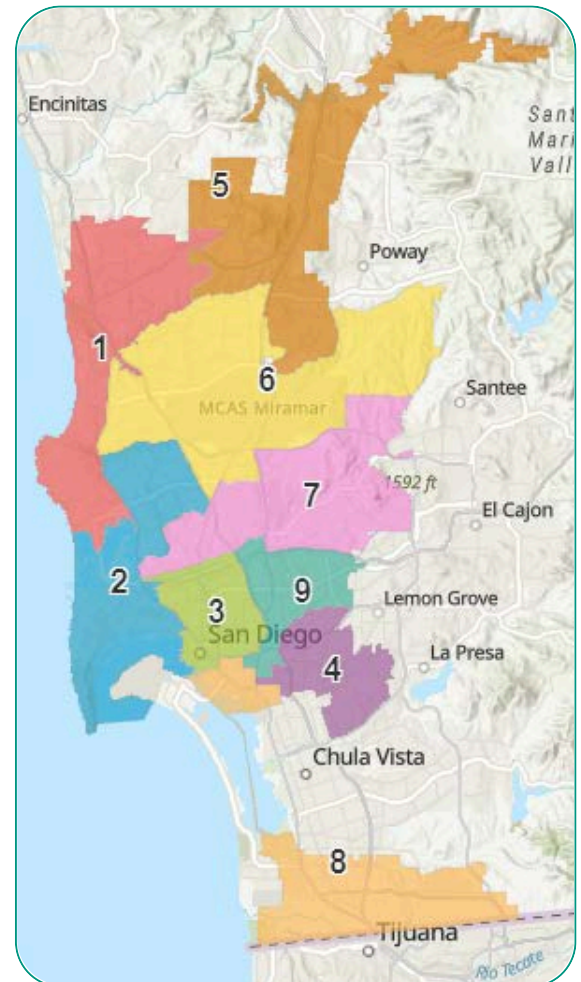 Encinitas
Sant
Mari
Vall
5
Poway
1
6
MCAS Miramar
Santee
1592 ft
7
El Cajon
2
9
3
Lemon Grove
San Diego
4
La Presa
Chula Vista
8
Tijuana
Río Tecate